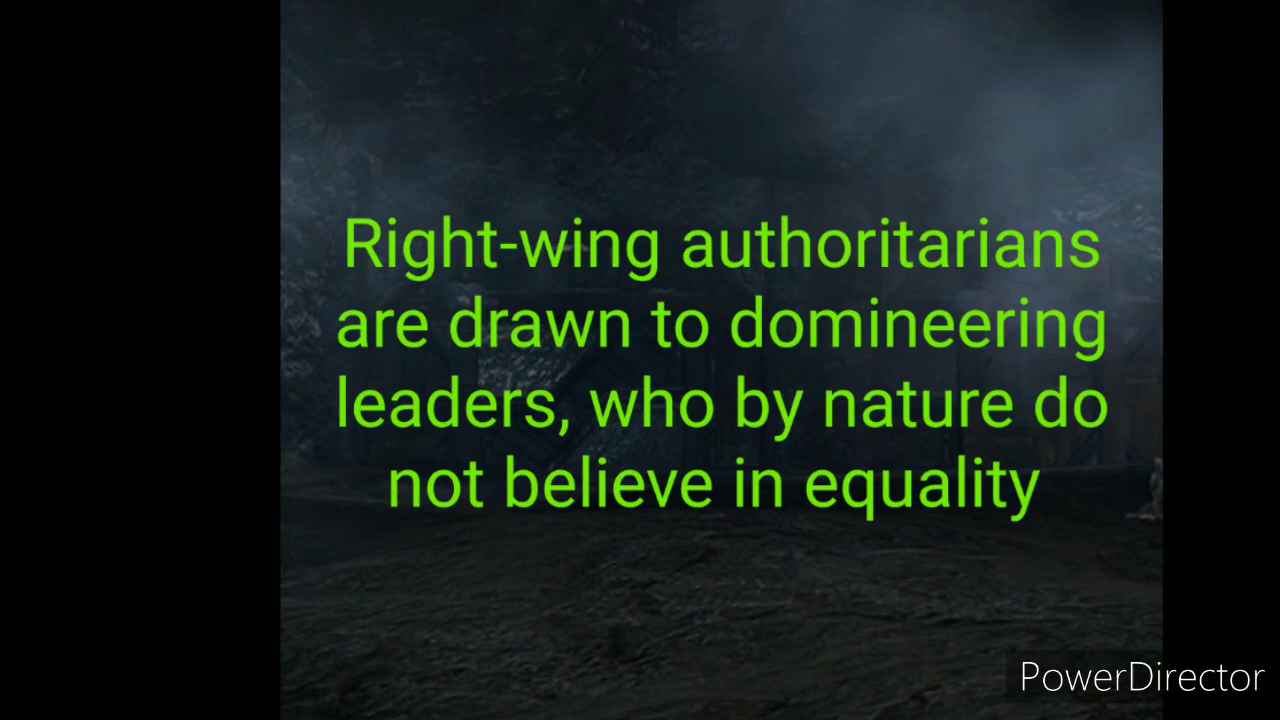 Right-wing authoritarians
are drawn to domineering
leaders, who by nature do
not believe in equality
PowerDirector